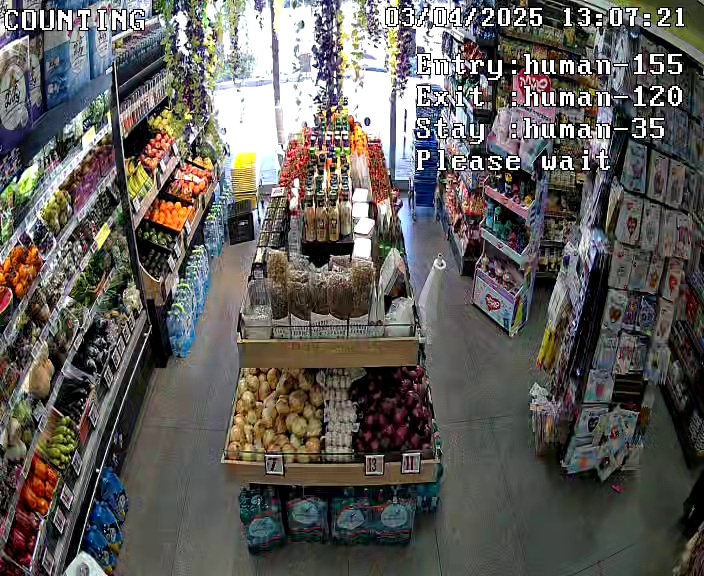 COUNTING
03/04/2025 13:07:21
Entry:human-155
Exit :human-120
Stay :human-35
Please wait
7
13
11